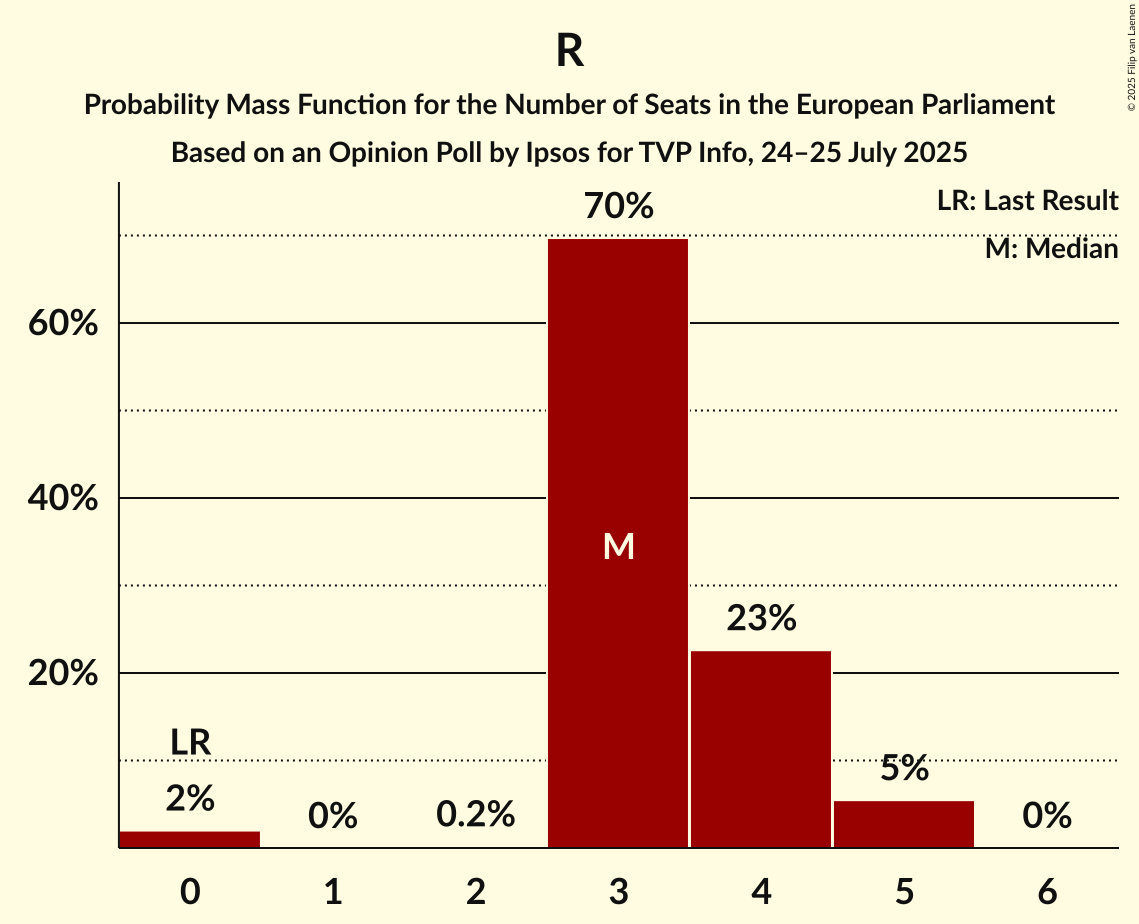 R
Probability Mass Function for the Number of Seats in the European Parliament
Based on an Opinion Poll by Ipsos for TVP Info, 24–25 July 2025
© 2025 Filip van Laenen
LR: Last Result
M: Median
70%
60%
40%
M
23%
20%
LR
5%
2%
0%
0.2%
0%
0 1 2 3 4 5 6